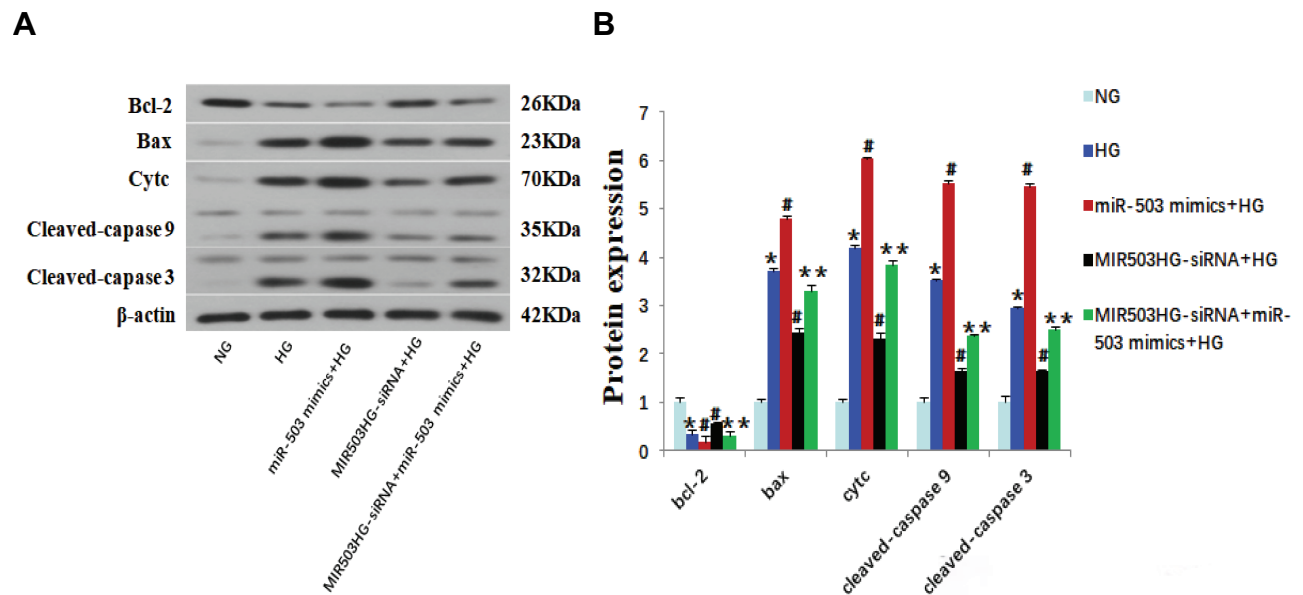 A
Bcl-2 26KDa
Bax 23KDa
Cytc 70KDa
Cleaved-capase 9 35KDa
Cleaved-capase 3 32KDa
β-actin 42KDa
NG
HG
miR-503 mimics+HG
MIR503HG-siRNA+HG
MIR503HG-siRNA+miR-503 mimics+HG
B
Protein expression
7
6
5
4
3
2
1
0
* # # **
* # # **
* # # **
* # # **
* # # **
bcl-2
bax
cytc
cleaved-caspase 9
cleaved-caspase 3
NG
HG
miR-503 mimics+HG
MIR503HG-siRNA+HG
MIR503HG-siRNA+miR-
503 mimics+HG